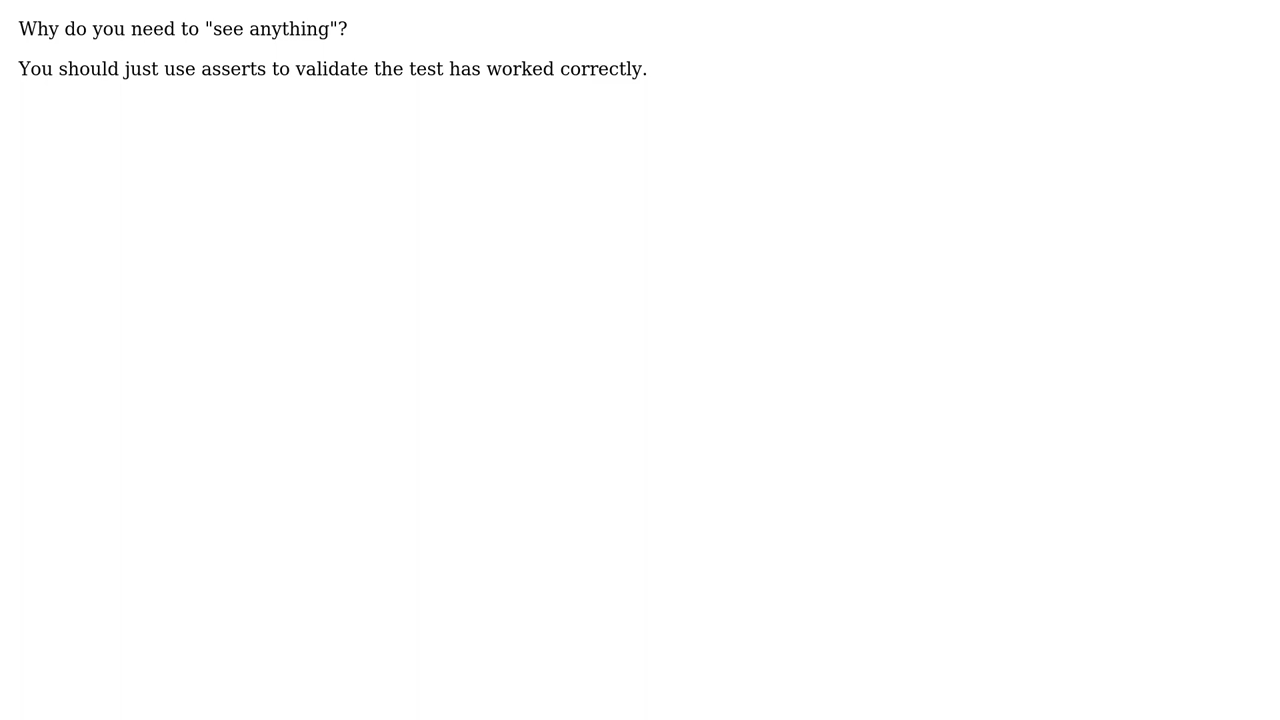 Why do you need to "see anything"?
You should just use asserts to validate the test has worked correctly.